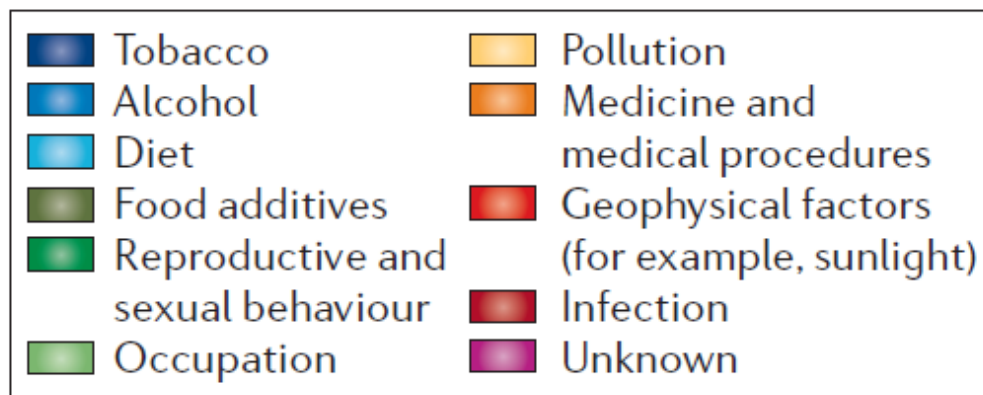 Tobacco
Alcohol
Diet
Food additives
Reproductive and
sexual behaviour
Occupation
Pollution
Medicine and
medical procedures
Geophysical factors
(for example, sunlight)
Infection
Unknown